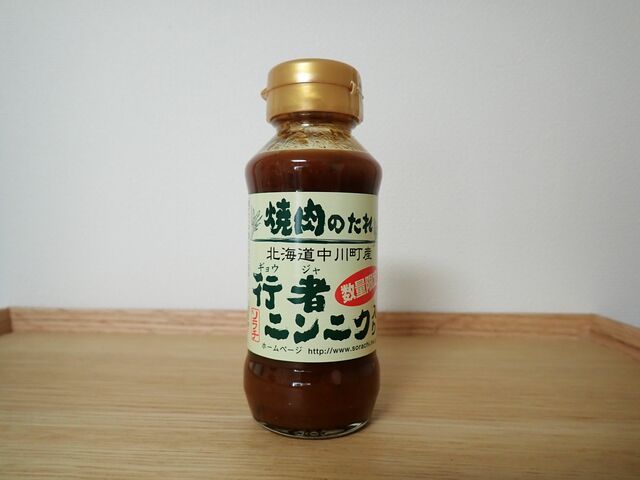 焼肉のたれ
北海道中川町産
ギョウ ジャ
行者
数量限
ニンニク
ソラチ
ホームページ http://www.sorachi.